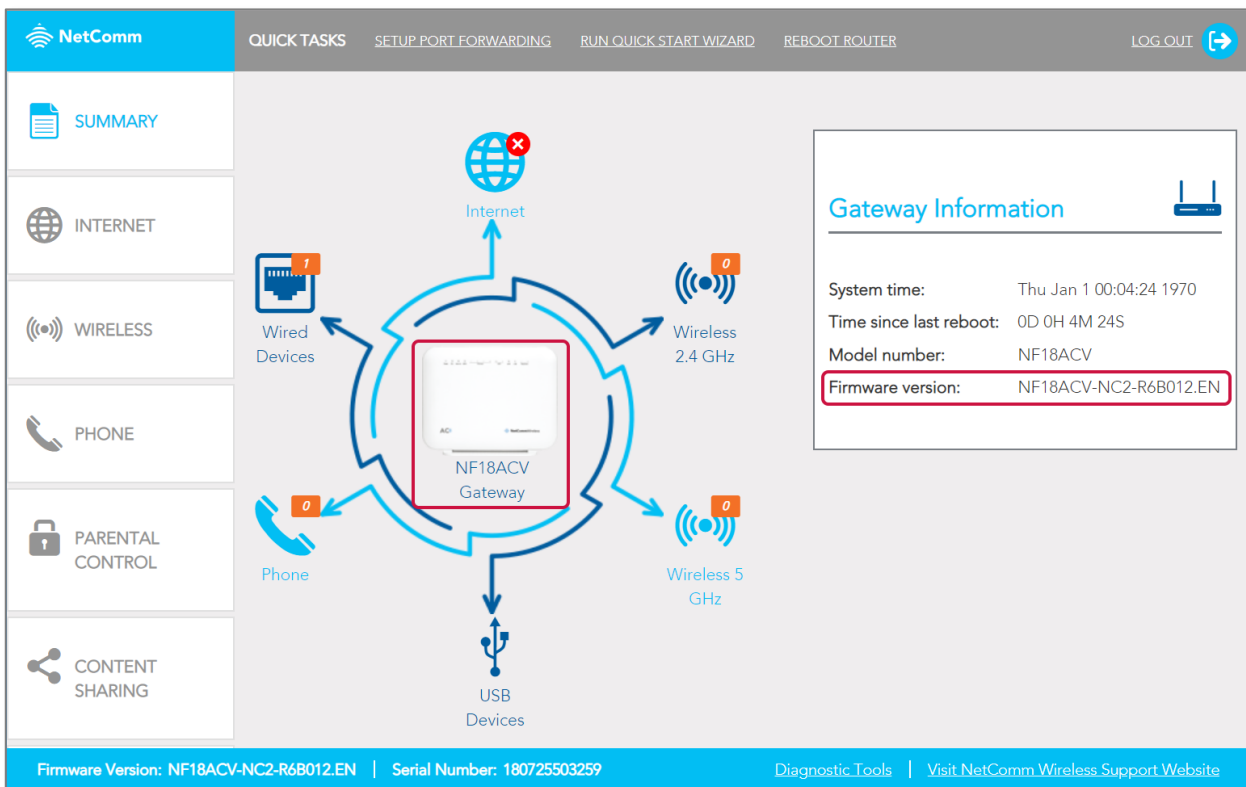 NetComm
QUICK TASKS SETUP PORT FORWARDING RUN QUICK START WIZARD REBOOT ROUTER LOG OUT
SUMMARY
INTERNET
WIRELESS
PHONE
PARENTAL
CONTROL
CONTENT
SHARING
Internet
1
Wired
Devices
0
Wireless
2.4 GHz
NF18ACV
Gateway
0
Phone
0
Wireless 5
GHz
USB
Devices
Gateway Information
System time: Thu Jan 1 00:04:24 1970
Time since last reboot: 0D 0H 4M 24S
Model number: NF18ACV
Firmware version: NF18ACV-NC2-R6B012.EN
Firmware Version: NF18ACV-NC2-R6B012.EN | Serial Number: 180725503259 Diagnostic Tools | Visit NetComm Wireless Support Website